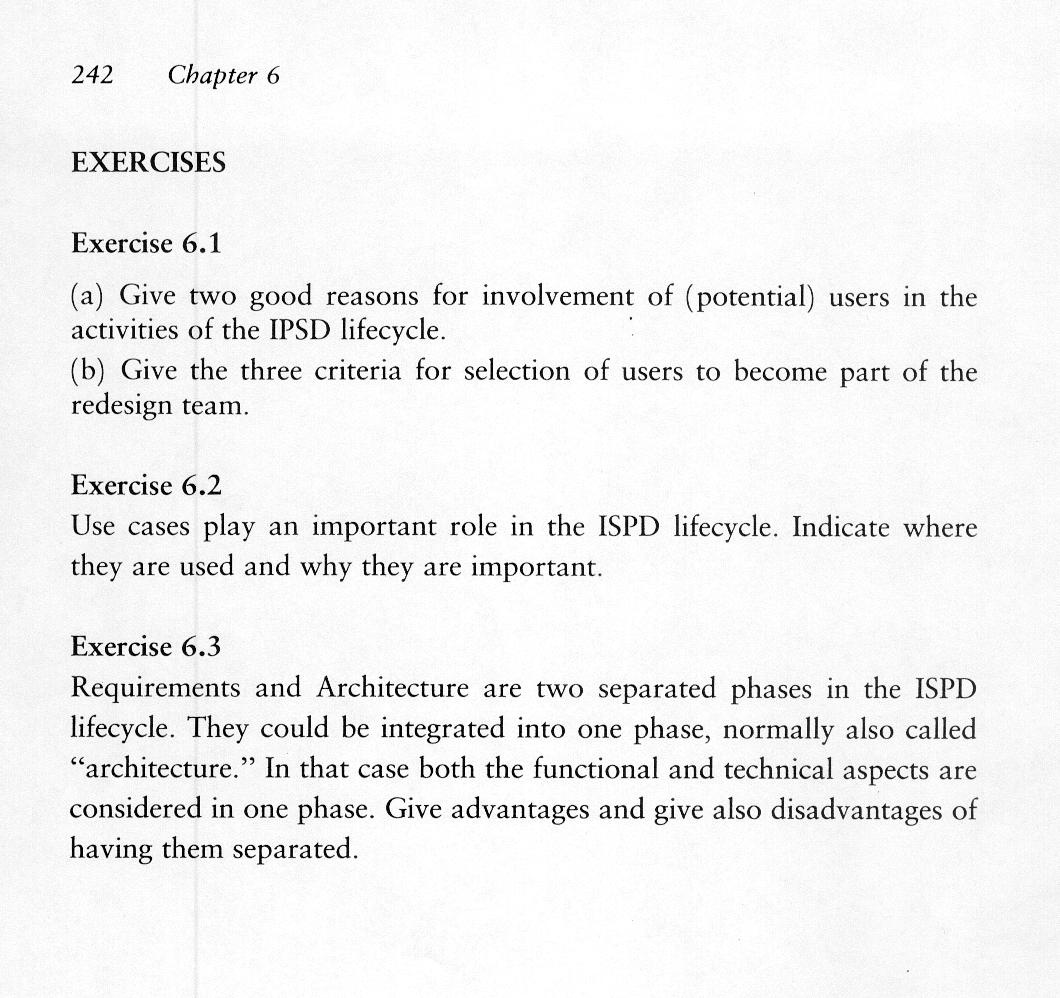 242 Chapter 6
EXERCISES
Exercise 6.1
(a) Give two good reasons for involvement of (potential) users in the
activities of the IPSD lifecycle.
(b) Give the three criteria for selection of users to become part of the
redesign team.
Exercise 6.2
Use cases play an important role in the ISPD lifecycle. Indicate where
they are used and why they are important.
Exercise 6.3
Requirements and Architecture are two separated phases in the ISPD
lifecycle. They could be integrated into one phase, normally also called
“architecture.” In that case both the functional and technical aspects are
considered in one phase. Give advantages and give also disadvantages of
having them separated.